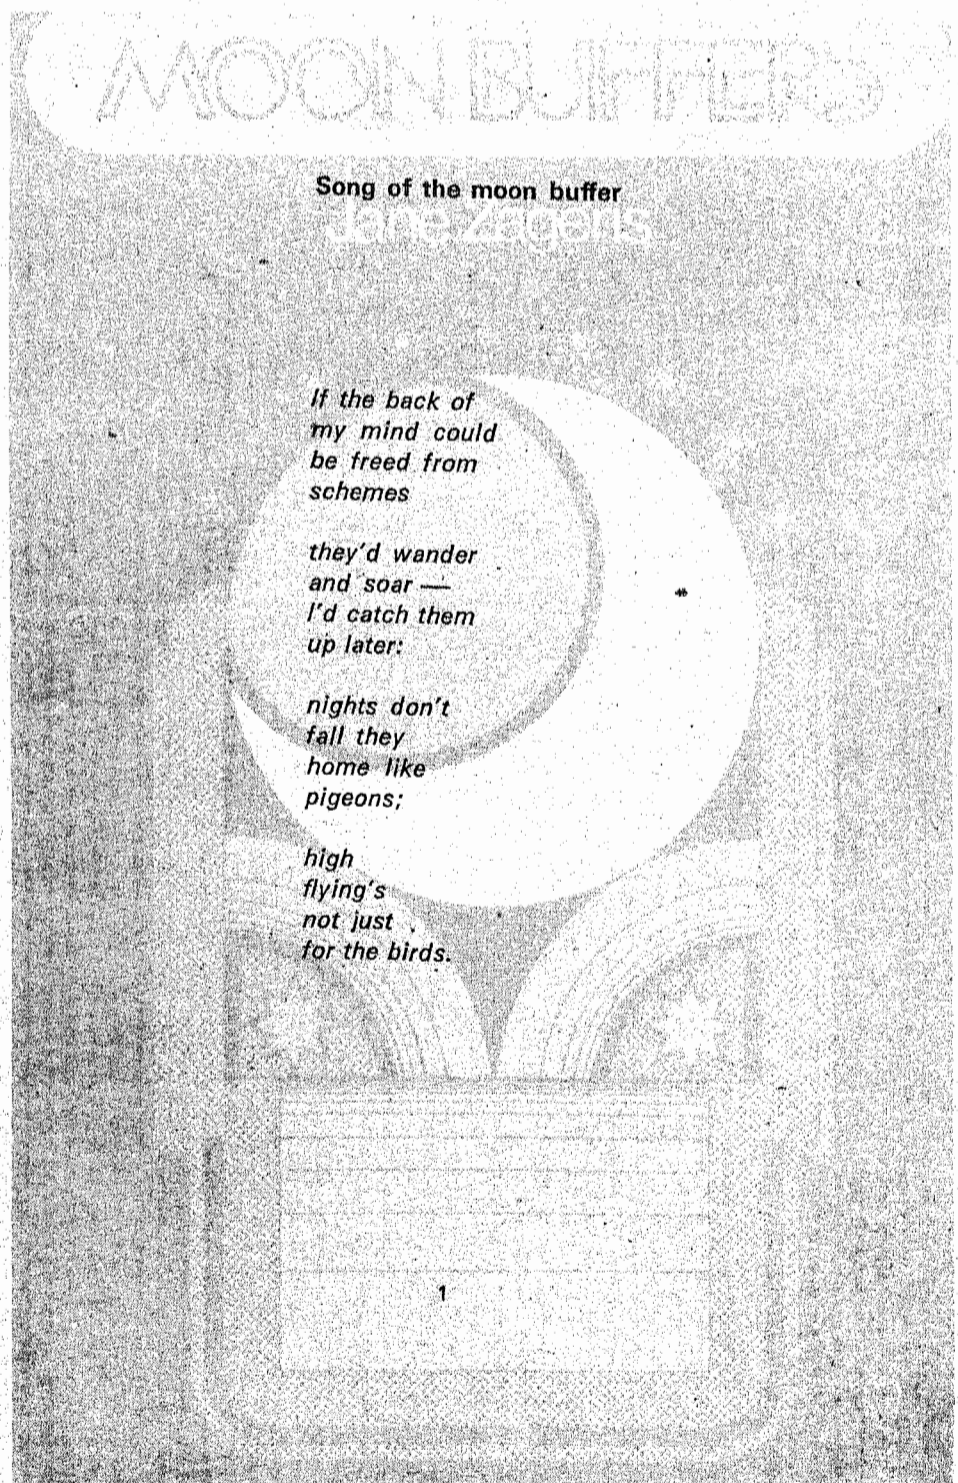 MOON BUFFERS
Song of the moon buffer
Jane Zageris
If the back of
my mind could
be freed from
schemes
they'd wander
and soar —
I'd catch them
up later:
nights don't
fall they
home like
pigeons;
high
flying's
not just
for the birds.
1